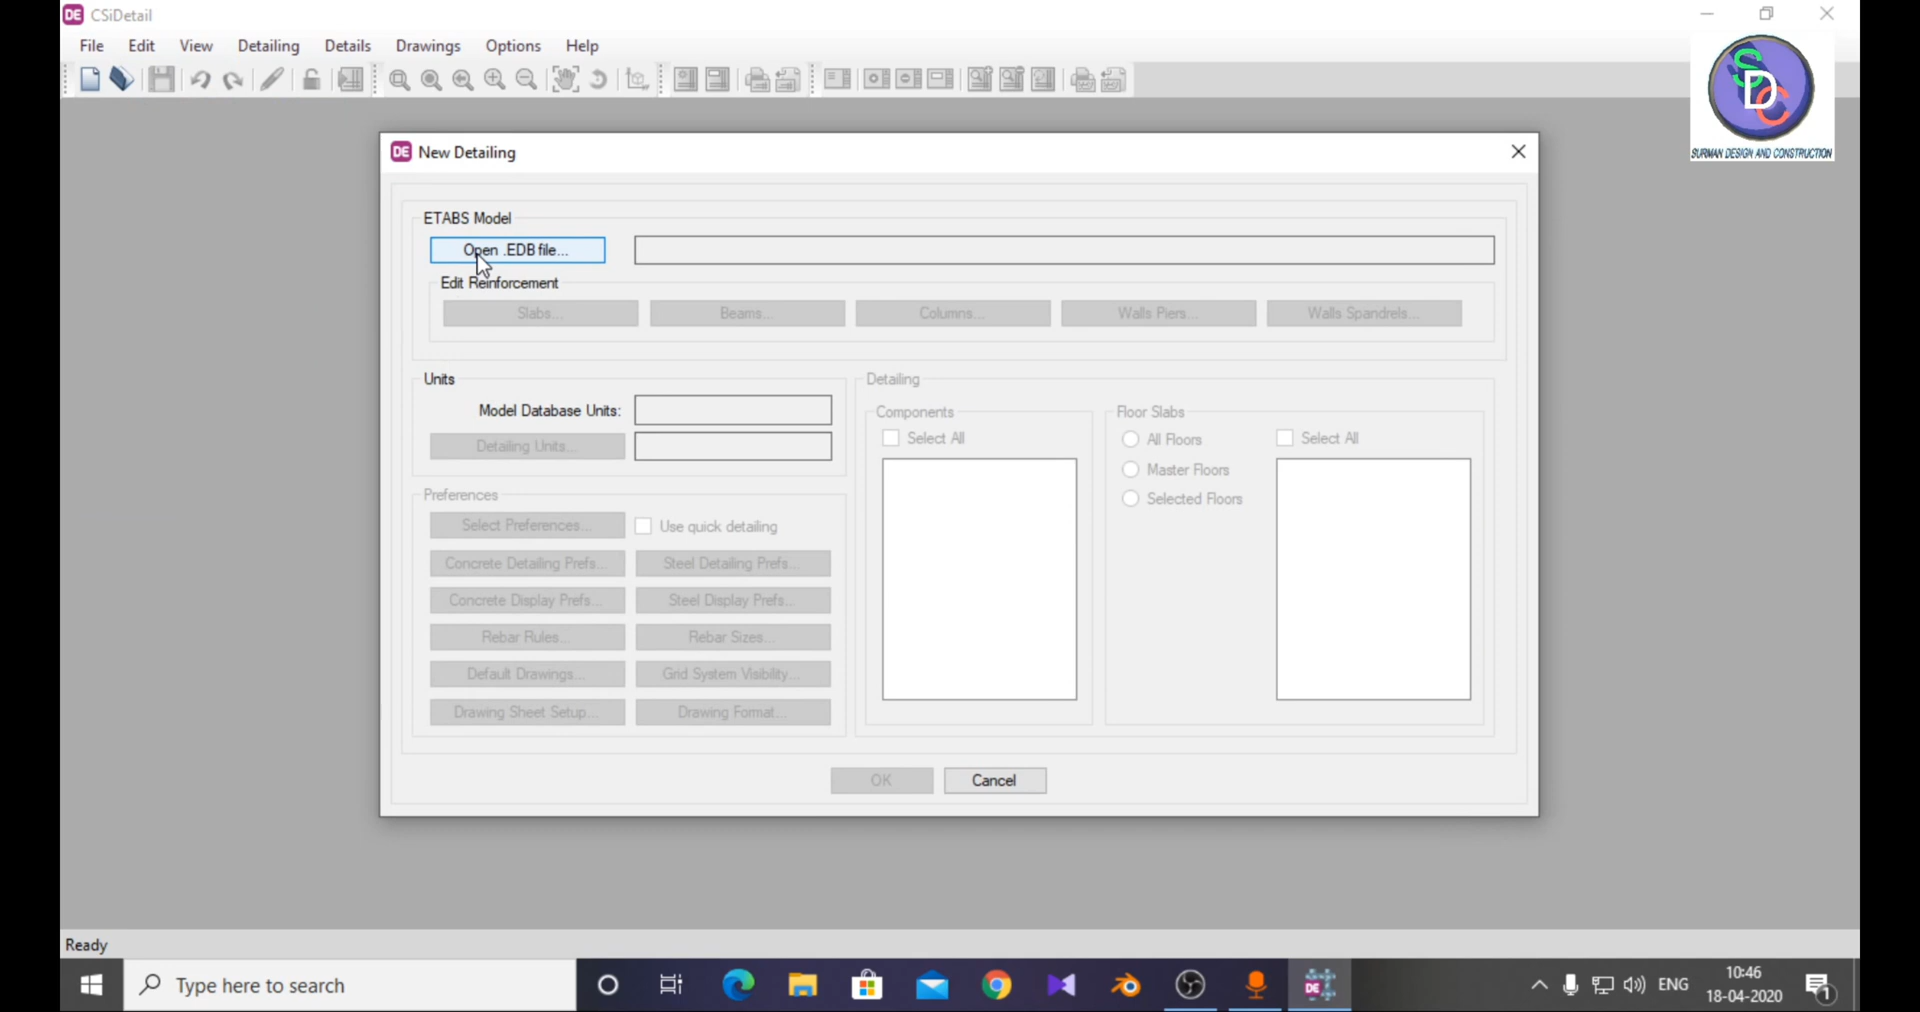 DE CSiDetail
File Edit View Detailing Details Drawings Options Help
S D C
SURMAN DESIGN AND CONSTRUCTION
DE New Detailing
ETABS Model
Open .EDB file...
Edit Reinforcement
Slabs... Beams... Columns... Walls Piers... Walls Spandrels...
Units
Model Database Units:
Detailing Units...
Preferences
Select Preferences... Use quick detailing
Concrete Detailing Prefs... Steel Detailing Prefs...
Concrete Display Prefs... Steel Display Prefs...
Rebar Rules... Rebar Sizes...
Default Drawings... Grid System Visibility...
Drawing Sheet Setup... Drawing Format...
Detailing
Components
Select All
Floor Slabs
All Floors Select All
Master Floors
Selected Floors
OK Cancel
Ready
Type here to search
DE
ENG
10:46
18-04-2020
1